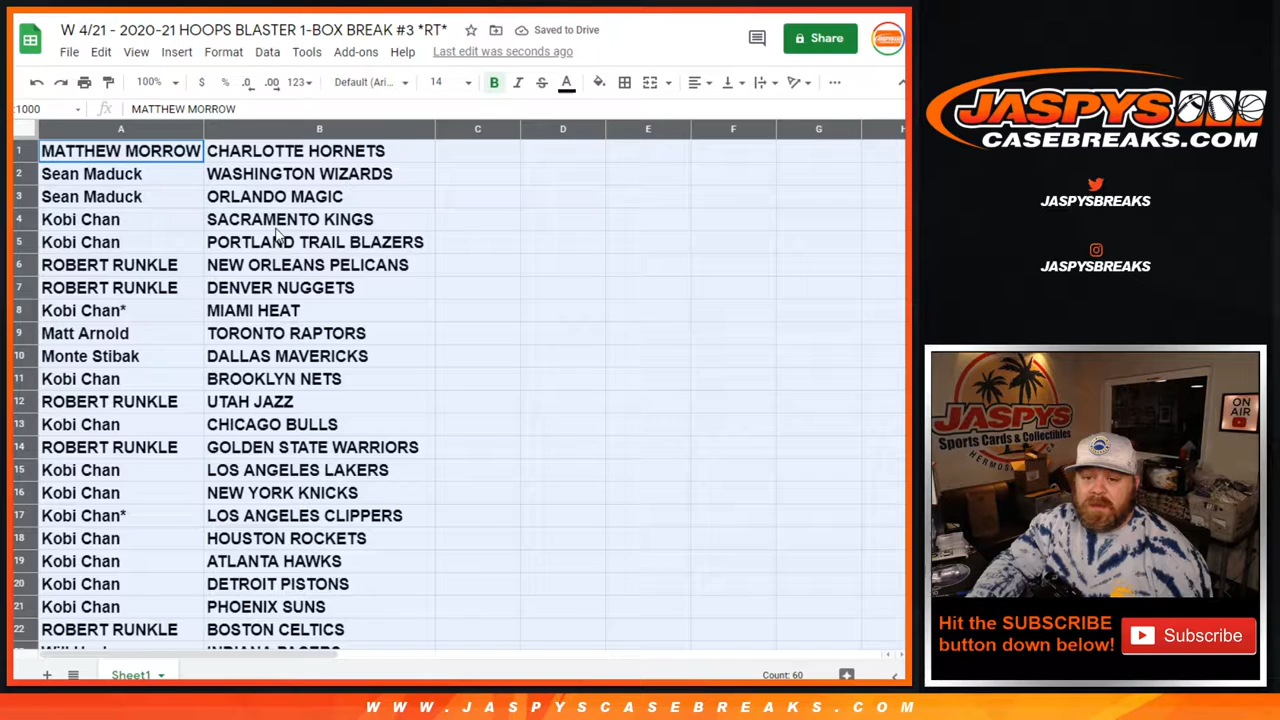 W 4/21 - 2020-21 HOOPS BLASTER 1-BOX BREAK #3 *RT*
Saved to Drive
File Edit View Insert Format Data Tools Add-ons Help Last edit was seconds ago
Share
100% $ % .0 .00 123 Default (Ari... 14 B I S A
:1000 fx MATTHEW MORROW
A B C D E F G H
1 MATTHEW MORROW CHARLOTTE HORNETS
2 Sean Maduck WASHINGTON WIZARDS
3 Sean Maduck ORLANDO MAGIC
4 Kobi Chan SACRAMENTO KINGS
5 Kobi Chan PORTLAND TRAIL BLAZERS
6 ROBERT RUNKLE NEW ORLEANS PELICANS
7 ROBERT RUNKLE DENVER NUGGETS
8 Kobi Chan* MIAMI HEAT
9 Matt Arnold TORONTO RAPTORS
10 Monte Stibak DALLAS MAVERICKS
11 Kobi Chan BROOKLYN NETS
12 ROBERT RUNKLE UTAH JAZZ
13 Kobi Chan CHICAGO BULLS
14 ROBERT RUNKLE GOLDEN STATE WARRIORS
15 Kobi Chan LOS ANGELES LAKERS
16 Kobi Chan NEW YORK KNICKS
17 Kobi Chan* LOS ANGELES CLIPPERS
18 Kobi Chan HOUSTON ROCKETS
19 Kobi Chan ATLANTA HAWKS
20 Kobi Chan DETROIT PISTONS
21 Kobi Chan PHOENIX SUNS
22 ROBERT RUNKLE BOSTON CELTICS
INDIANA PACERS
Sheet1
Count: 60
JASPYS
CASEBREAKS.COM
JASPYSBREAKS
JASPYSBREAKS
JASPYS
Sports Cards & Collectibles
HERMOS
ON
AIR
Hit the SUBSCRIBE
button down below!
Subscribe
WWW.JASPYSCASEBREAKS.COM